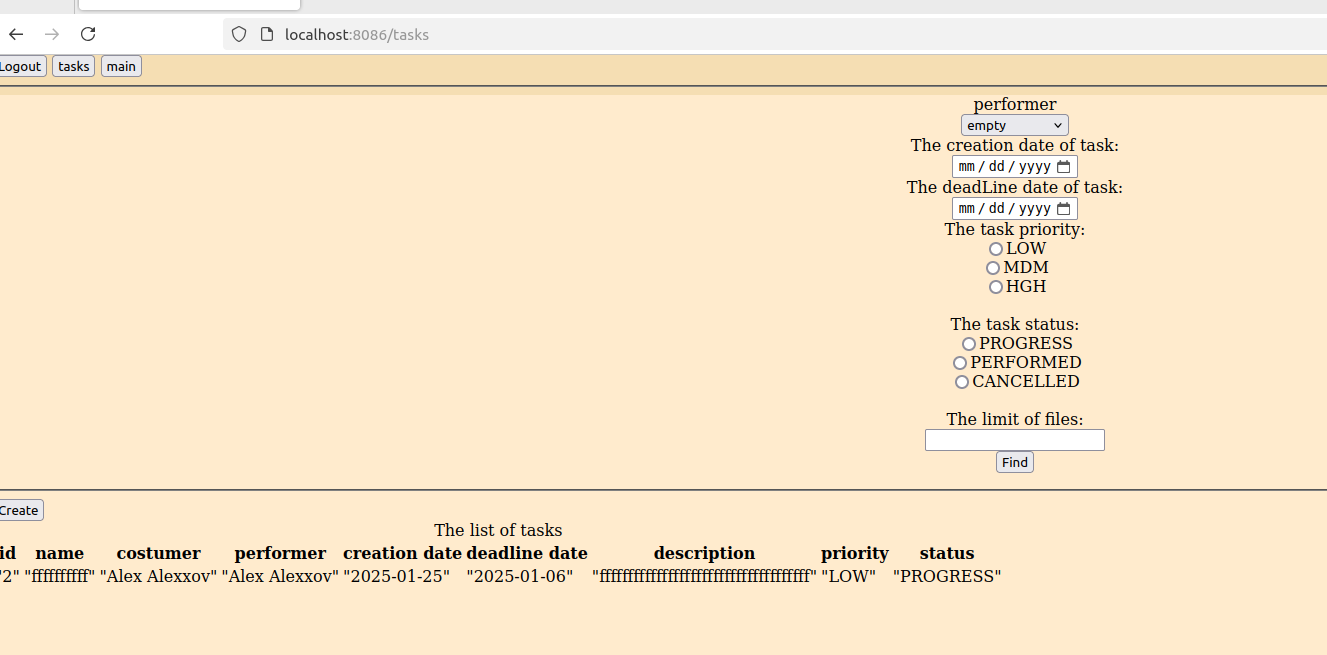 localhost:8086/tasks
Logout tasks main
performer
empty
The creation date of task:
mm / dd / yyyy
The deadLine date of task:
mm / dd / yyyy
The task priority:
LOW
MDM
HGH
The task status:
PROGRESS
PERFORMED
CANCELLED
The limit of files:
Find
Create
The list of tasks
id name costumer performer creation date deadline date description priority status
"2" "ffffffffff" "Alex Alexxov" "Alex Alexxov" "2025-01-25" "2025-01-06" "fffffffffffffffffffffffffffffffffffffff" "LOW" "PROGRESS"